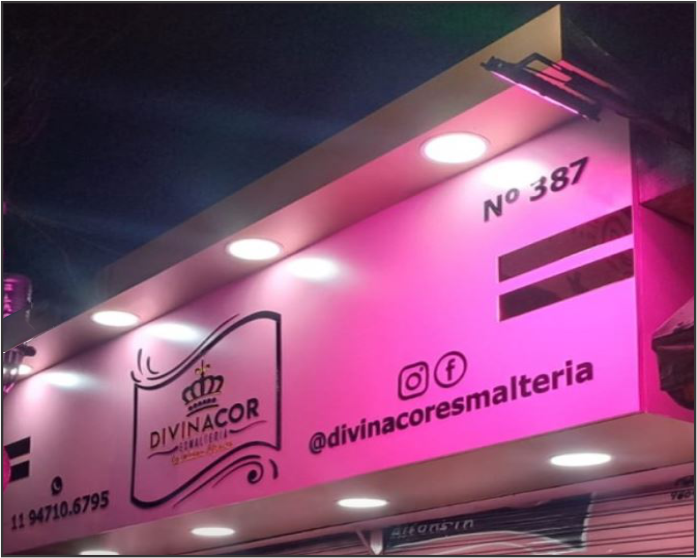 Nº 387
DIVINACOR
ESMALTERIA
@divinacoresmalteria
11 94710.6795